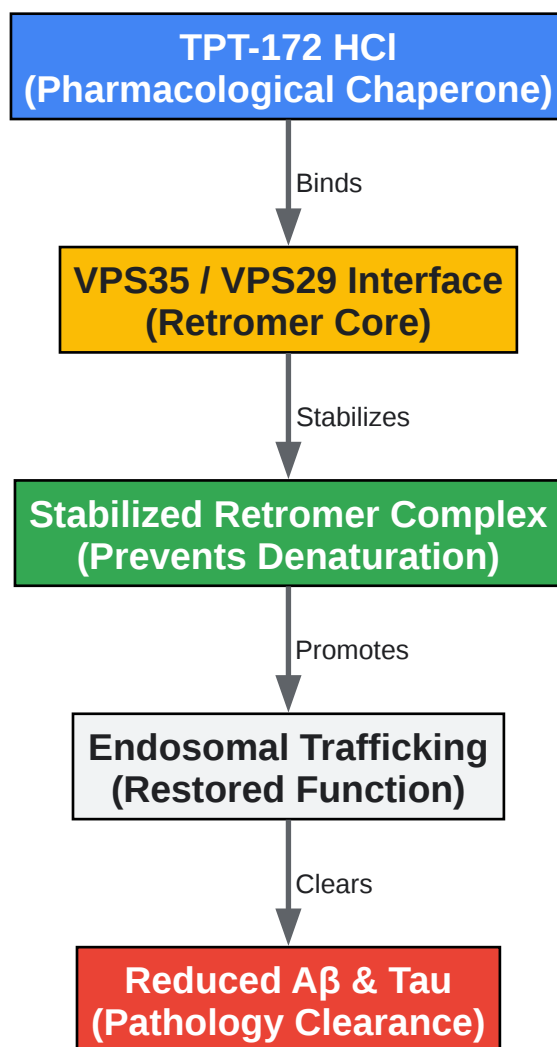 TPT-172 HCl
(Pharmacological Chaperone)
Binds
VPS35 / VPS29 Interface
(Retromer Core)
Stabilizes
Stabilized Retromer Complex
(Prevents Denaturation)
Promotes
Endosomal Trafficking
(Restored Function)
Clears
Reduced Aβ & Tau
(Pathology Clearance)